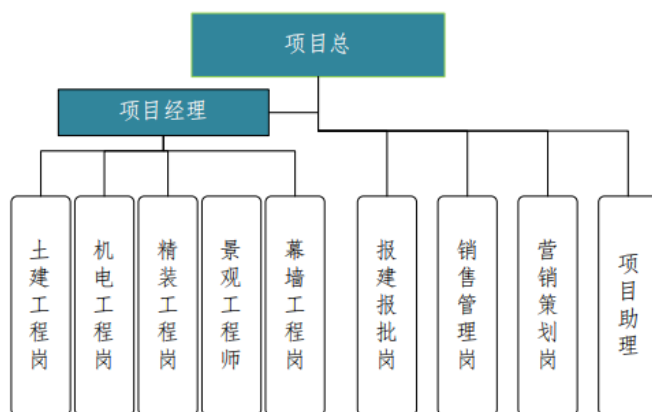 项目总
项目经理
土建工程岗
机电工程岗
精装工程岗
景观工程师
幕墙工程岗
报建报批岗
销售管理岗
营销策划岗
项目助理